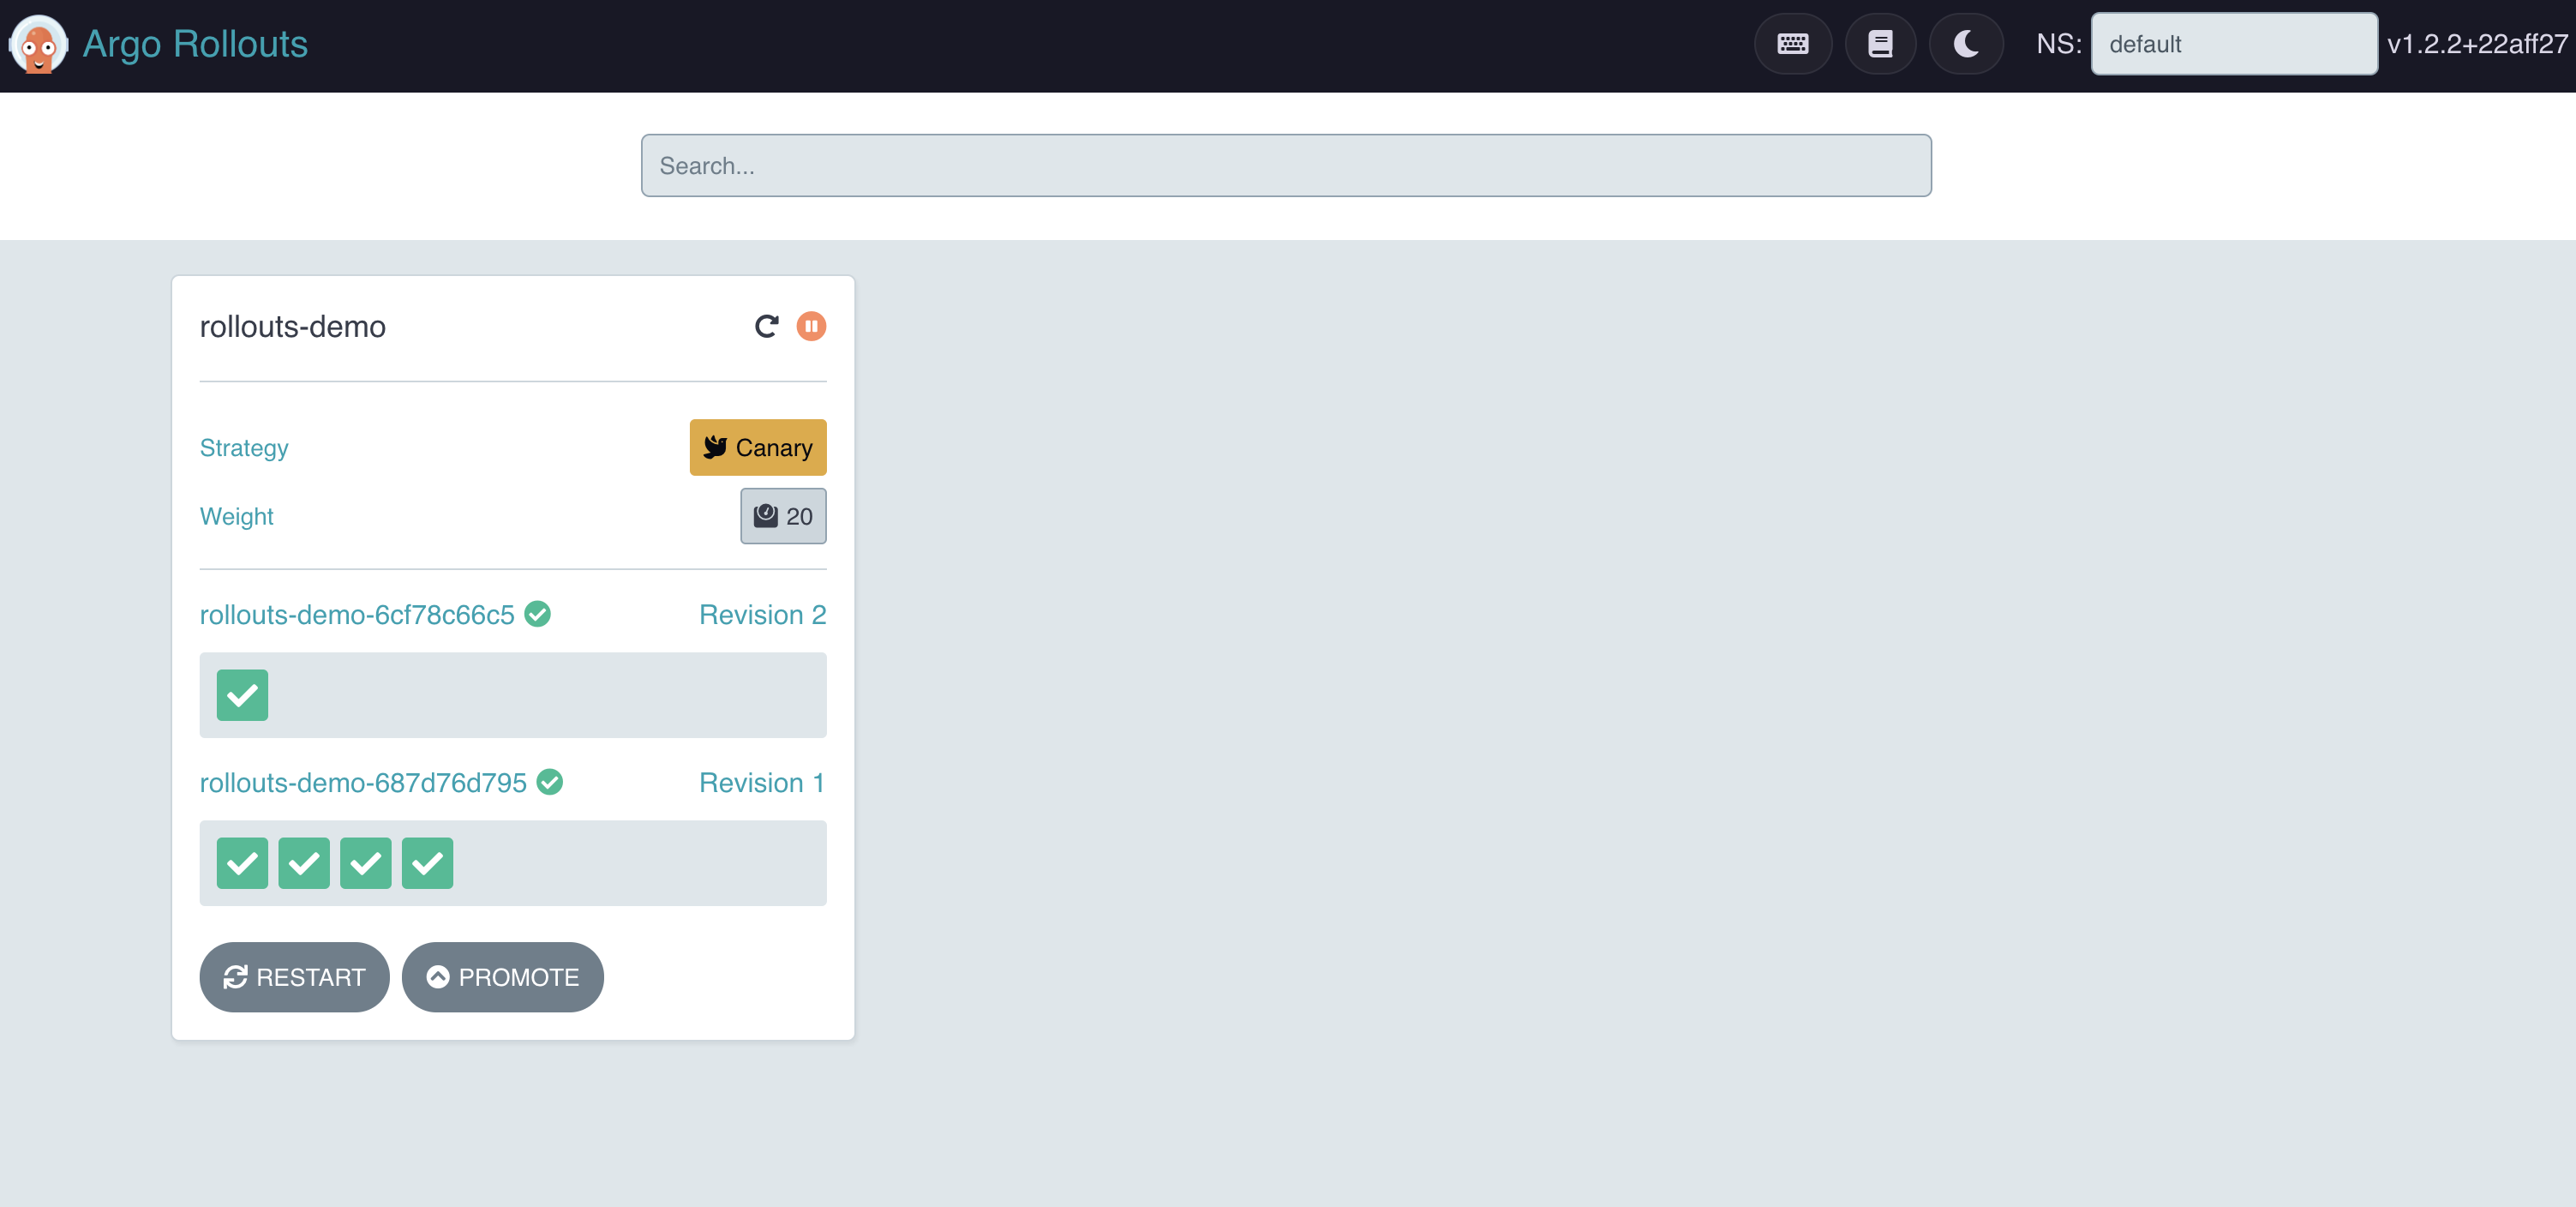 Argo Rollouts
NS: default v1.2.2+22aff27
Search...
rollouts-demo
Strategy Canary
Weight 20
rollouts-demo-6cf78c66c5 Revision 2
rollouts-demo-687d76d795 Revision 1
RESTART PROMOTE